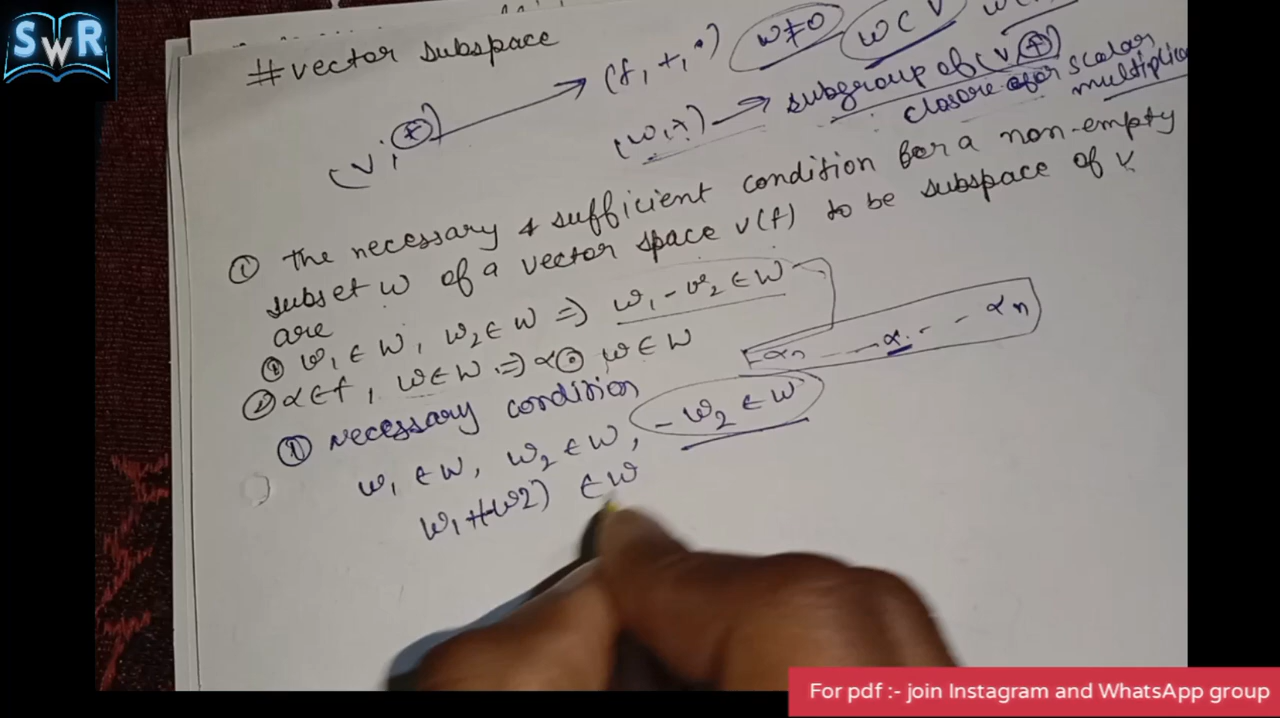 SWR
#vector subspace
(V, +) → (f, +, •) W≠0 W⊂V
(W, +) → subgroup of (V +)
closure for scalar
multiplica
① the necessary & sufficient condition for a non-empty
subset W of a vector space V(f) to be subspace of V
are
① w₁ ∈ W, w₂ ∈ W ⇒ w₁ - w₂ ∈ W
② α ∈ f, w ∈ W ⇒ α ⊙ w ∈ W
① necessary condition
w₁ ∈ W, w₂ ∈ W, -w₂ ∈ W
w₁+(-w2) ∈ W
For pdf :- join Instagram and WhatsApp group